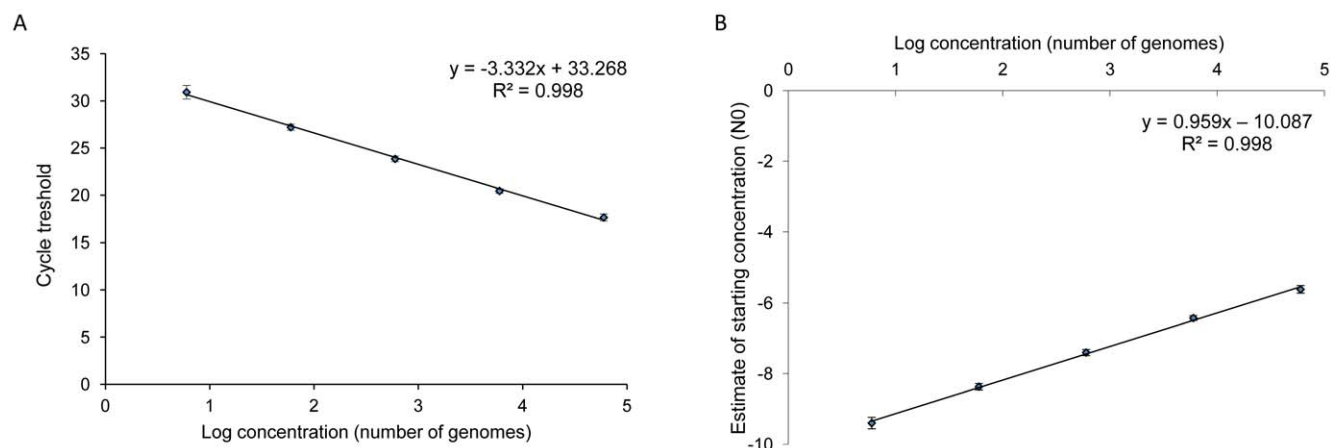 A
35
30
25
20
15
10
5
0
Cycle treshold
y = -3.332x + 33.268
R² = 0.998
0 1 2 3 4 5
Log concentration (number of genomes)
B
Log concentration (number of genomes)
0 1 2 3 4 5
0
-2
-4
-6
-8
-10
Estimate of starting concentration (N0)
y = 0.959x – 10.087
R² = 0.998